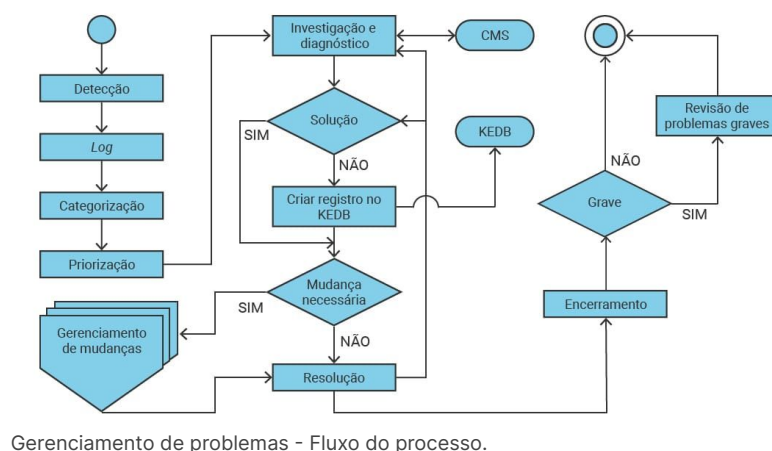 Detecção
Log
Categorização
Priorização
Gerenciamento
de mudanças
Investigação e
diagnóstico
CMS
Solução
SIM
NÃO
KEDB
Criar registro no
KEDB
Mudança
necessária
SIM
NÃO
Resolução
Revisão de
problemas graves
NÃO
Grave
SIM
Encerramento
Gerenciamento de problemas - Fluxo do processo.